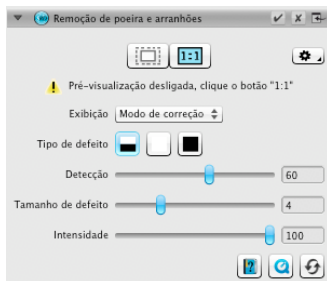 Remoção de poeira e arranhões
1:1
Pré-visualização desligada, clique o botão "1:1"
Exibição Modo de correção
Tipo de defeito
Detecção 60
Tamanho de defeito 4
Intensidade 100